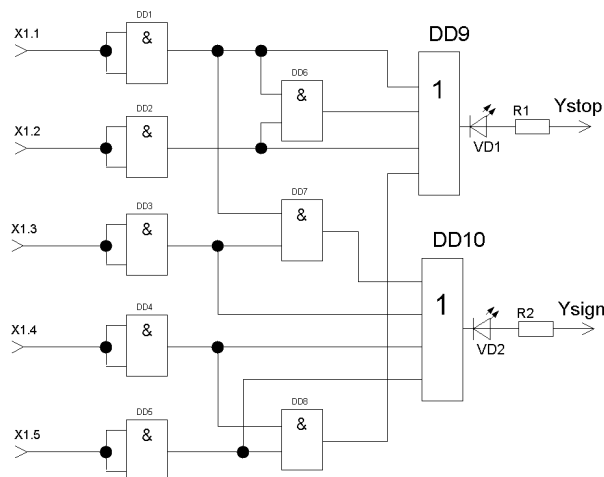 DD1
DD9
X1.1
&
DD6
1
Ystop
&
R1
DD2
X1.2
&
VD1
DD7
DD3
&
X1.3
&
DD10
1
Ysign
DD4
R2
X1.4
&
VD2
DD5
DD8
X1.5
&
&